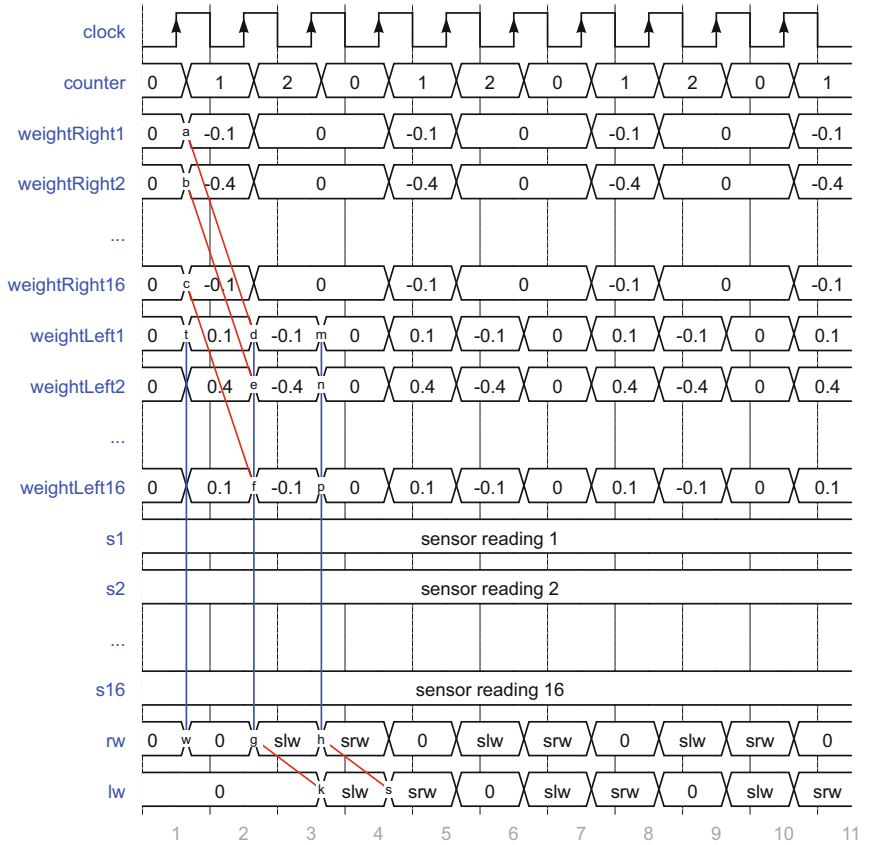 clock
counter 0 1 2 0 1 2 0 1 2 0 1
weightRight1 0 a -0.1 0 -0.1 0 -0.1 0 -0.1
weightRight2 0 b -0.4 0 -0.4 0 -0.4 0 -0.4
...
weightRight16 0 c -0.1 0 -0.1 0 -0.1 0 -0.1
weightLeft1 0 t 0.1 d -0.1 m 0 0.1 -0.1 0 0.1 -0.1 0 0.1
weightLeft2 0 0.4 e -0.4 n 0 0.4 -0.4 0 0.4 -0.4 0 0.4
...
weightLeft16 0 0.1 f -0.1 p 0 0.1 -0.1 0 0.1 -0.1 0 0.1
s1 sensor reading 1
s2 sensor reading 2
...
s16 sensor reading 16
rw 0 w 0 g slw h srw 0 slw srw 0 slw srw 0
lw 0 k slw s srw 0 slw srw 0 slw srw
1 2 3 4 5 6 7 8 9 10 11